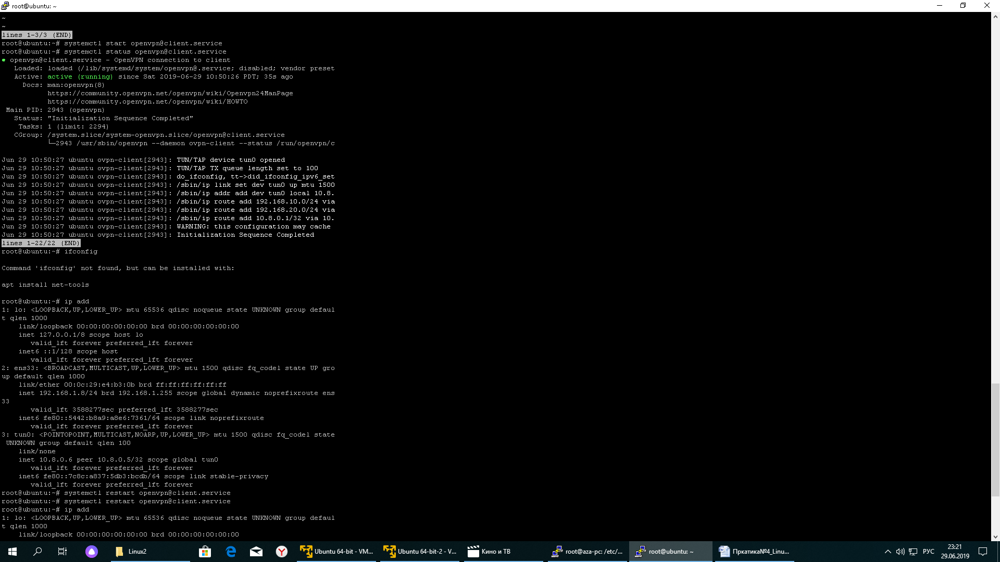 root@ubuntu: ~
~
~
lines 1-3/3 (END)
root@ubuntu:~# systemctl start openvpn@client.service
root@ubuntu:~# systemctl status openvpn@client.service
● openvpn@client.service - OpenVPN connection to client
   Loaded: loaded (/lib/systemd/system/openvpn@.service; disabled; vendor preset
   Active: active (running) since Sat 2019-06-29 10:50:26 PDT; 35s ago
     Docs: man:openvpn(8)
           https://community.openvpn.net/openvpn/wiki/Openvpn24ManPage
           https://community.openvpn.net/openvpn/wiki/HOWTO
 Main PID: 2943 (openvpn)
   Status: "Initialization Sequence Completed"
    Tasks: 1 (limit: 2294)
   CGroup: /system.slice/system-openvpn.slice/openvpn@client.service
           └─2943 /usr/sbin/openvpn --daemon ovpn-client --status /run/openvpn/c
Jun 29 10:50:27 ubuntu ovpn-client[2943]: TUN/TAP device tun0 opened
Jun 29 10:50:27 ubuntu ovpn-client[2943]: TUN/TAP TX queue length set to 100
Jun 29 10:50:27 ubuntu ovpn-client[2943]: do_ifconfig, tt->did_ifconfig_ipv6_set
Jun 29 10:50:27 ubuntu ovpn-client[2943]: /sbin/ip link set dev tun0 up mtu 1500
Jun 29 10:50:27 ubuntu ovpn-client[2943]: /sbin/ip addr add dev tun0 local 10.8.
Jun 29 10:50:27 ubuntu ovpn-client[2943]: /sbin/ip route add 192.168.10.0/24 via
Jun 29 10:50:27 ubuntu ovpn-client[2943]: /sbin/ip route add 192.168.20.0/24 via
Jun 29 10:50:27 ubuntu ovpn-client[2943]: /sbin/ip route add 10.8.0.1/32 via 10.
Jun 29 10:50:27 ubuntu ovpn-client[2943]: WARNING: this configuration may cache
Jun 29 10:50:27 ubuntu ovpn-client[2943]: Initialization Sequence Completed
lines 1-22/22 (END)
root@ubuntu:~# ifconfig
Command 'ifconfig' not found, but can be installed with:
apt install net-tools
root@ubuntu:~# ip add
1: lo: <LOOPBACK,UP,LOWER_UP> mtu 65536 qdisc noqueue state UNKNOWN group defaul
t qlen 1000
    link/loopback 00:00:00:00:00:00 brd 00:00:00:00:00:00
    inet 127.0.0.1/8 scope host lo
       valid_lft forever preferred_lft forever
    inet6 ::1/128 scope host
       valid_lft forever preferred_lft forever
2: ens33: <BROADCAST,MULTICAST,UP,LOWER_UP> mtu 1500 qdisc fq_codel state UP gro
up default qlen 1000
    link/ether 00:0c:29:e4:b3:0b brd ff:ff:ff:ff:ff:ff
    inet 192.168.1.8/24 brd 192.168.1.255 scope global dynamic noprefixroute ens
33
       valid_lft 3588277sec preferred_lft 3588277sec
    inet6 fe80::5442:b8a9:a8e6:7361/64 scope link noprefixroute
       valid_lft forever preferred_lft forever
3: tun0: <POINTOPOINT,MULTICAST,NOARP,UP,LOWER_UP> mtu 1500 qdisc fq_codel state
 UNKNOWN group default qlen 100
    link/none
    inet 10.8.0.6 peer 10.8.0.5/32 scope global tun0
       valid_lft forever preferred_lft forever
    inet6 fe80::7c8c:a837:5db3:bcdb/64 scope link stable-privacy
       valid_lft forever preferred_lft forever
root@ubuntu:~# systemctl restart openvpn@client.service
root@ubuntu:~# systemctl restart openvpn@client.service
root@ubuntu:~# ip add
1: lo: <LOOPBACK,UP,LOWER_UP> mtu 65536 qdisc noqueue state UNKNOWN group defaul
t qlen 1000
    link/loopback 00:00:00:00:00:00 brd 00:00:00:00:00:00
Linux2
Ubuntu 64-bit - VM...
Ubuntu 64-bit-2 - V...
Кино и ТВ
root@aza-pc: /etc/...
root@ubuntu: ~
Пркатика№4_Linu...
РУС
23:21
29.06.2019